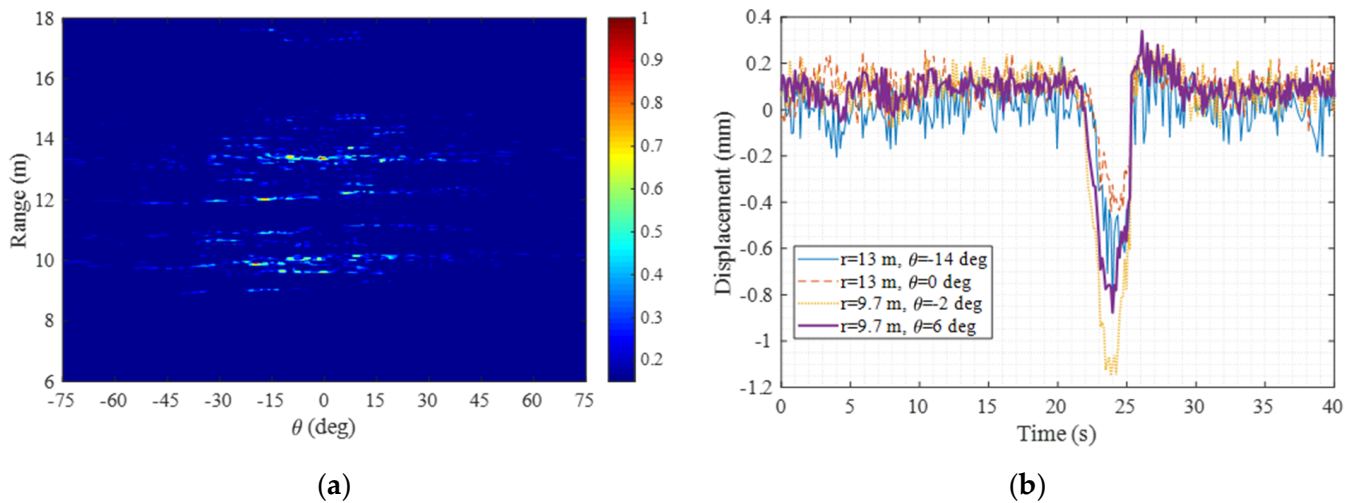 18
16
14
12
10
8
6
Range (m)
-75 -60 -45 -30 -15 0 15 30 45 60 75
θ (deg)
1
0.9
0.8
0.7
0.6
0.5
0.4
0.3
0.2
(a)
0.4
0.2
0
-0.2
-0.4
-0.6
-0.8
-1
-1.2
Displacement (mm)
r=13 m, θ=-14 deg
r=13 m, θ=0 deg
r=9.7 m, θ=-2 deg
r=9.7 m, θ=6 deg
0 5 10 15 20 25 30 35 40
Time (s)
(b)